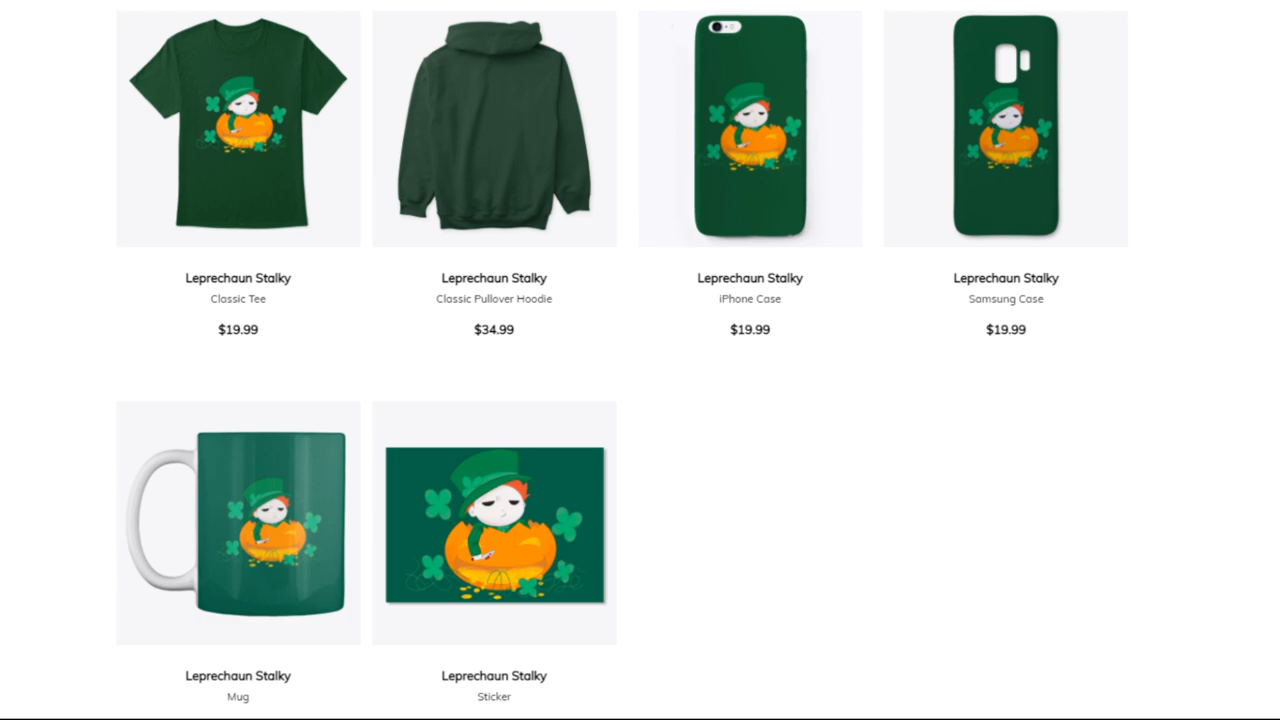 Leprechaun Stalky
Classic Tee
$19.99
Leprechaun Stalky
Classic Pullover Hoodie
$34.99
Leprechaun Stalky
iPhone Case
$19.99
Leprechaun Stalky
Samsung Case
$19.99
Leprechaun Stalky
Mug
Leprechaun Stalky
Sticker